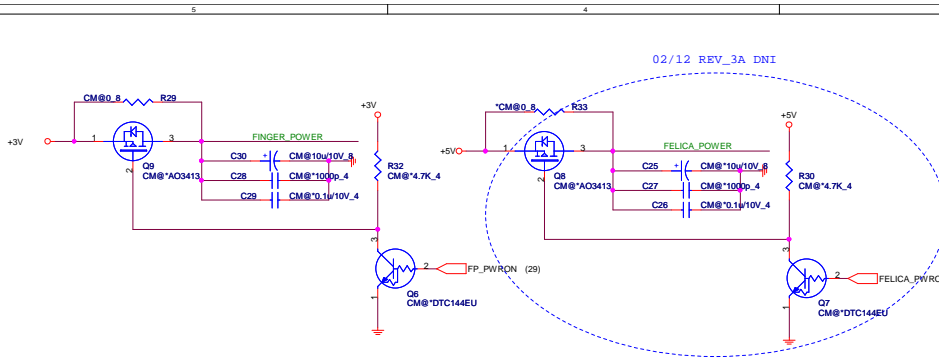 5
4
02/12 REV_3A DNI
CM@0_8
R29
+3V
1
3
2
Q9
CM@*AO3413
FINGER_POWER
C30
+
CM@*10u/10V_8
C28
CM@*1000p_4
C29
CM@*0.1u/10V_4
+3V
R32
CM@*4.7K_4
3
2
1
FP_PWRON
(29)
Q6
CM@*DTC144EU
*CM@0_8
R33
+5V
1
3
2
Q8
CM@*AO3413
FELICA_POWER
C25
+
CM@*10u/10V_8
C27
CM@*1000p_4
C26
CM@*0.1u/10V_4
+5V
R30
CM@*4.7K_4
3
2
1
FELICA_PWRO
Q7
CM@*DTC144EU